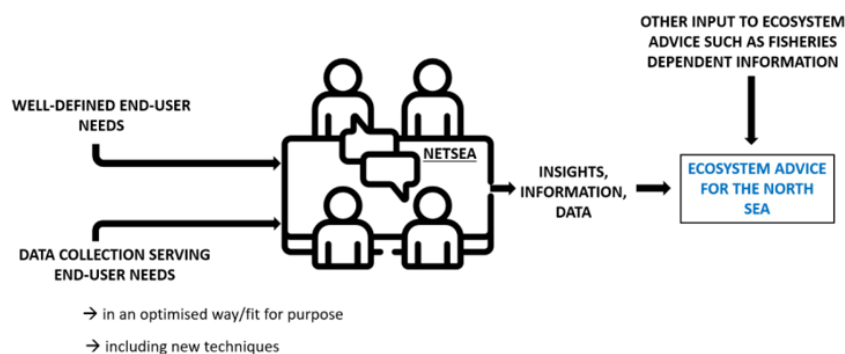 OTHER INPUT TO ECOSYSTEM
ADVICE SUCH AS FISHERIES
DEPENDENT INFORMATION
WELL-DEFINED END-USER
NEEDS
NETSEA
INSIGHTS,
INFORMATION,
DATA
ECOSYSTEM ADVICE
FOR THE NORTH
SEA
DATA COLLECTION SERVING
END-USER NEEDS
→ in an optimised way/fit for purpose
→ including new techniques